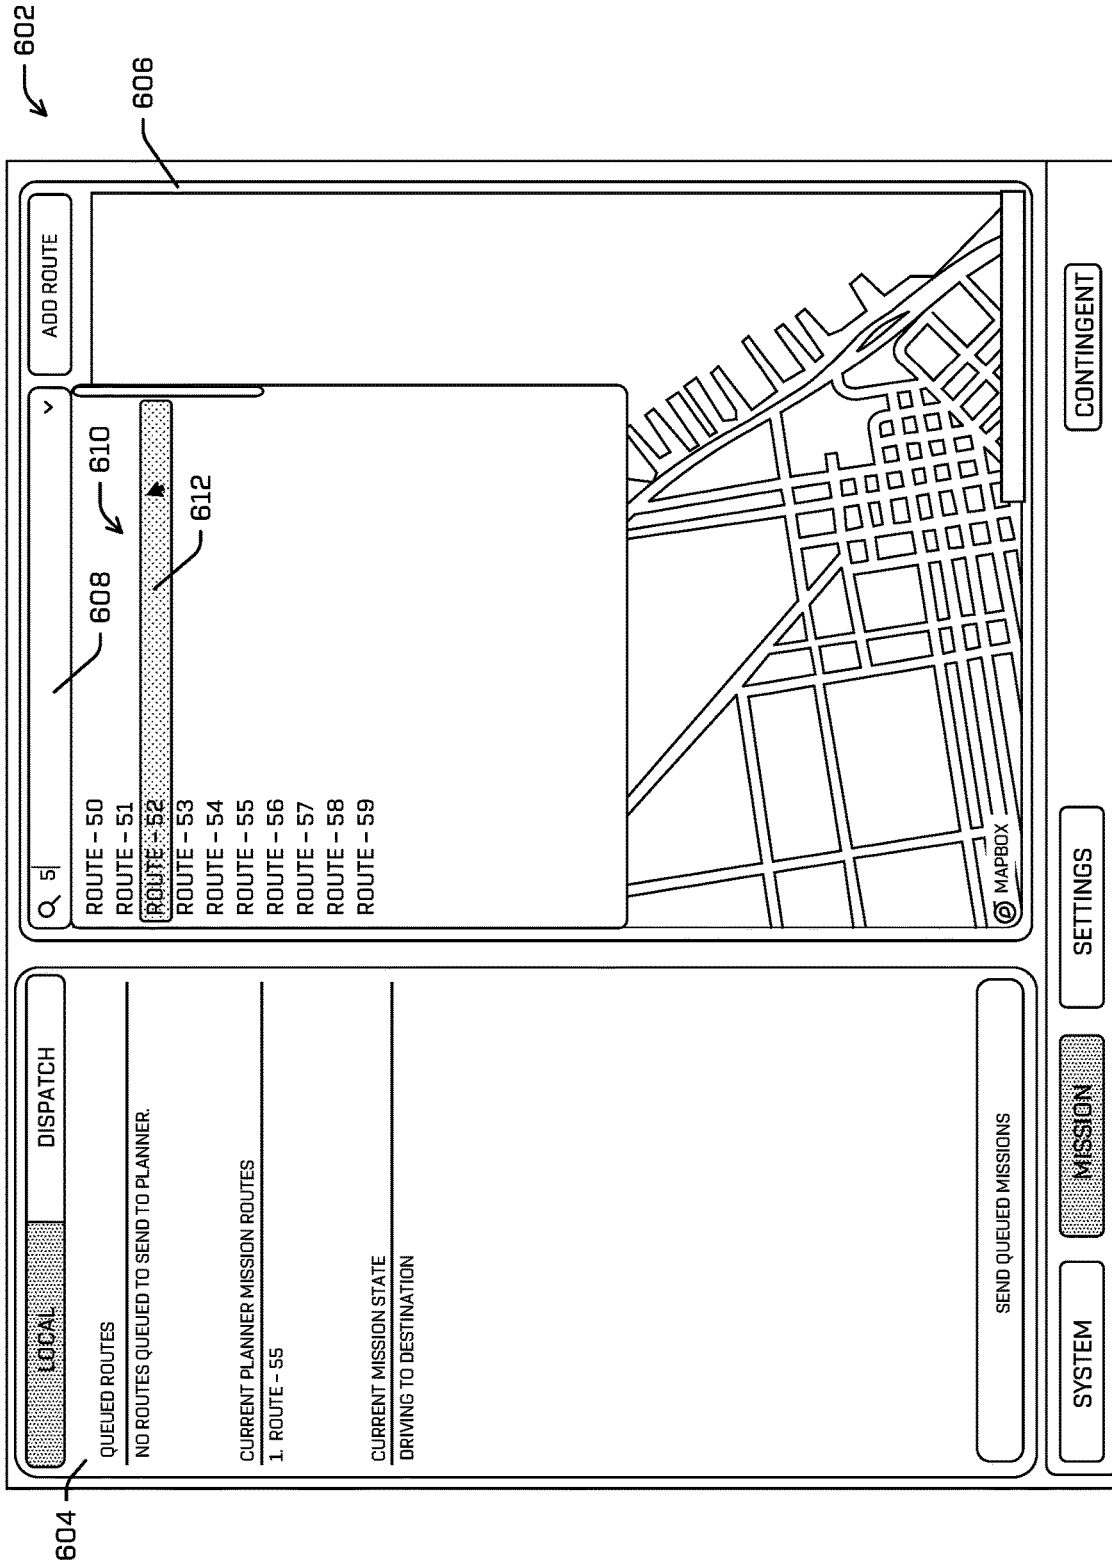 602
606
604
LOCAL
DISPATCH
QUEUED ROUTES
NO ROUTES QUEUED TO SEND TO PLANNER.
CURRENT PLANNER MISSION ROUTES
1. ROUTE – 55
CURRENT MISSION STATE
DRIVING TO DESTINATION
SEND QUEUED MISSIONS
5
ADD ROUTE
608
610
612
ROUTE – 50
ROUTE – 51
ROUTE – 52
ROUTE – 53
ROUTE – 54
ROUTE – 55
ROUTE – 56
ROUTE – 57
ROUTE – 58
ROUTE – 59
MAPBOX
SYSTEM
MISSION
SETTINGS
CONTINGENT